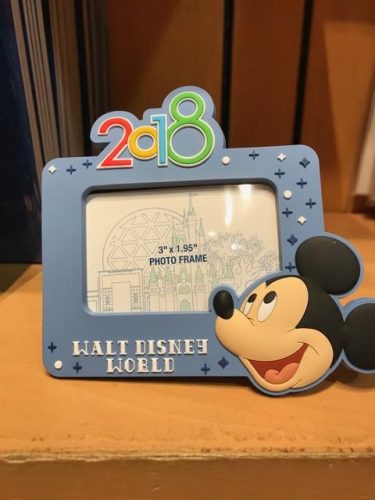 2018
3" x 1.95"
PHOTO FRAME
WALT DISNEY
WORLD